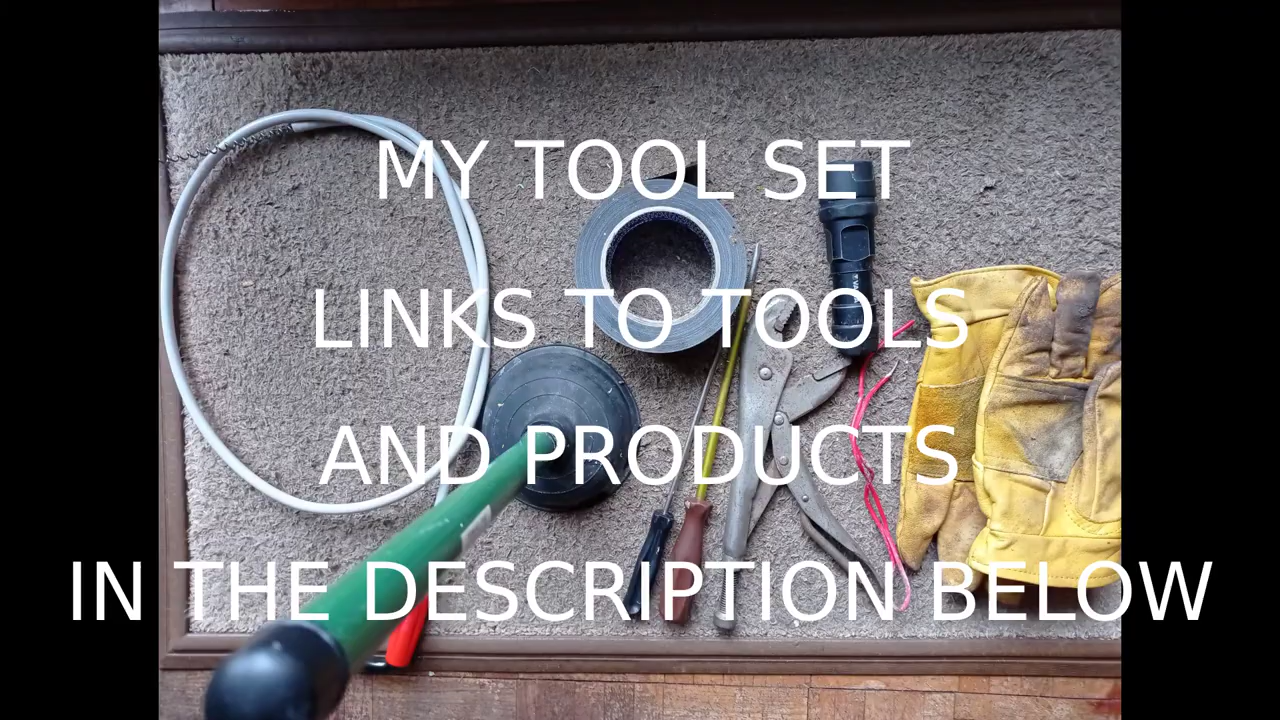 MY TOOL SET
LINKS TO TOOLS
AND PRODUCTS
IN THE DESCRIPTION BELOW